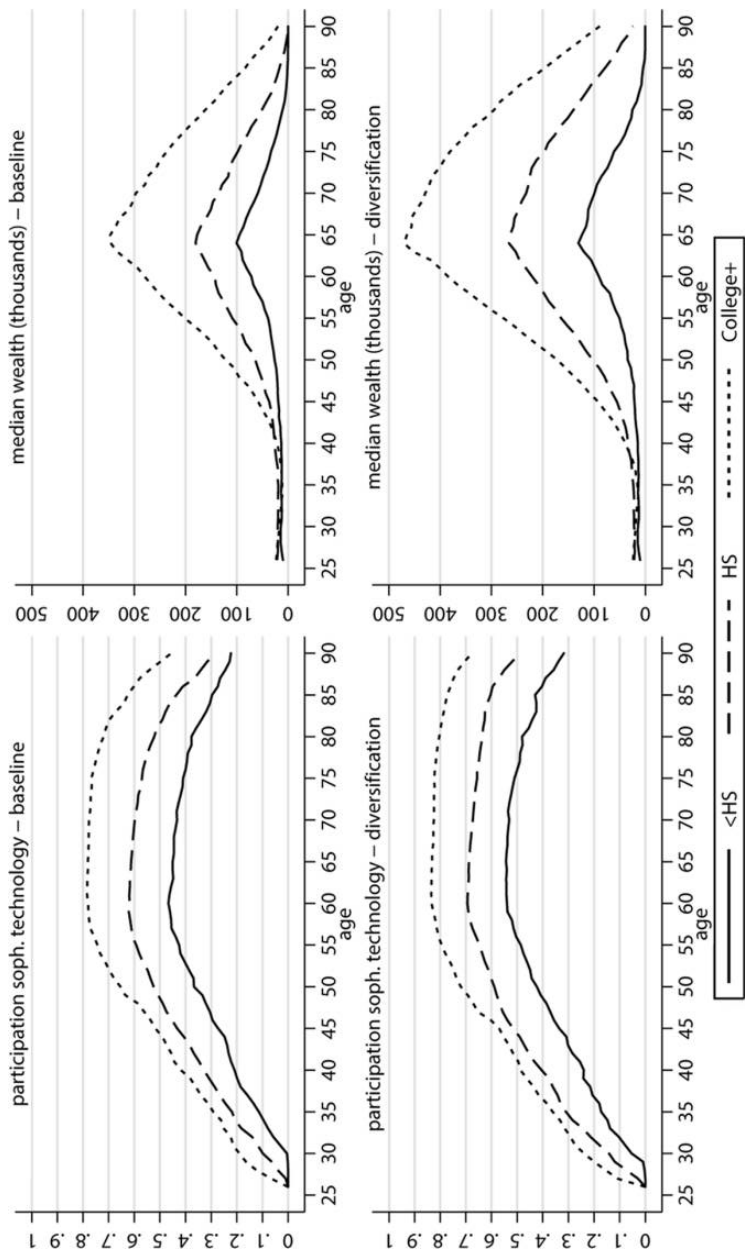 participation soph. technology – baseline
1
.9
.8
.7
.6
.5
.4
.3
.2
.1
0
25 30 35 40 45 50 55 60 65 70 75 80 85 90
age
median wealth (thousands) – baseline
500
400
300
200
100
0
25 30 35 40 45 50 55 60 65 70 75 80 85 90
age
participation soph. technology – diversification
1
.9
.8
.7
.6
.5
.4
.3
.2
.1
0
25 30 35 40 45 50 55 60 65 70 75 80 85 90
age
median wealth (thousands) – diversification
500
400
300
200
100
0
25 30 35 40 45 50 55 60 65 70 75 80 85 90
age
<HS HS College+